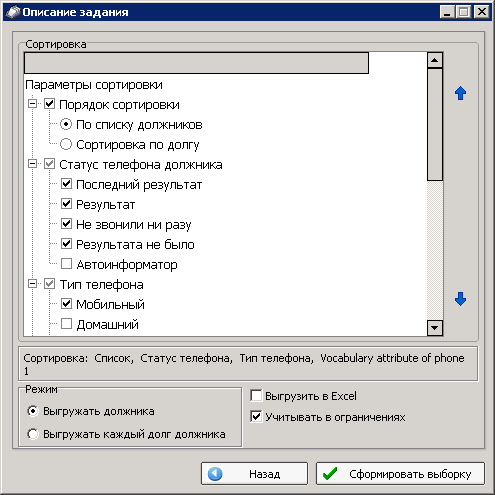 Описание задания
Сортировка
Параметры сортировки
Порядок сортировки
По списку должников
Сортировка по долгу
Статус телефона должника
Последний результат
Результат
Не звонили ни разу
Результата не было
Автоинформатор
Тип телефона
Мобильный
Домашний
Сортировка: Список, Статус телефона, Тип телефона, Vocabulary attribute of phone
1
Режим
Выгружать должника
Выгружать каждый долг должника
Выгрузить в Excel
Учитывать в ограничениях
Назад
Сформировать выборку